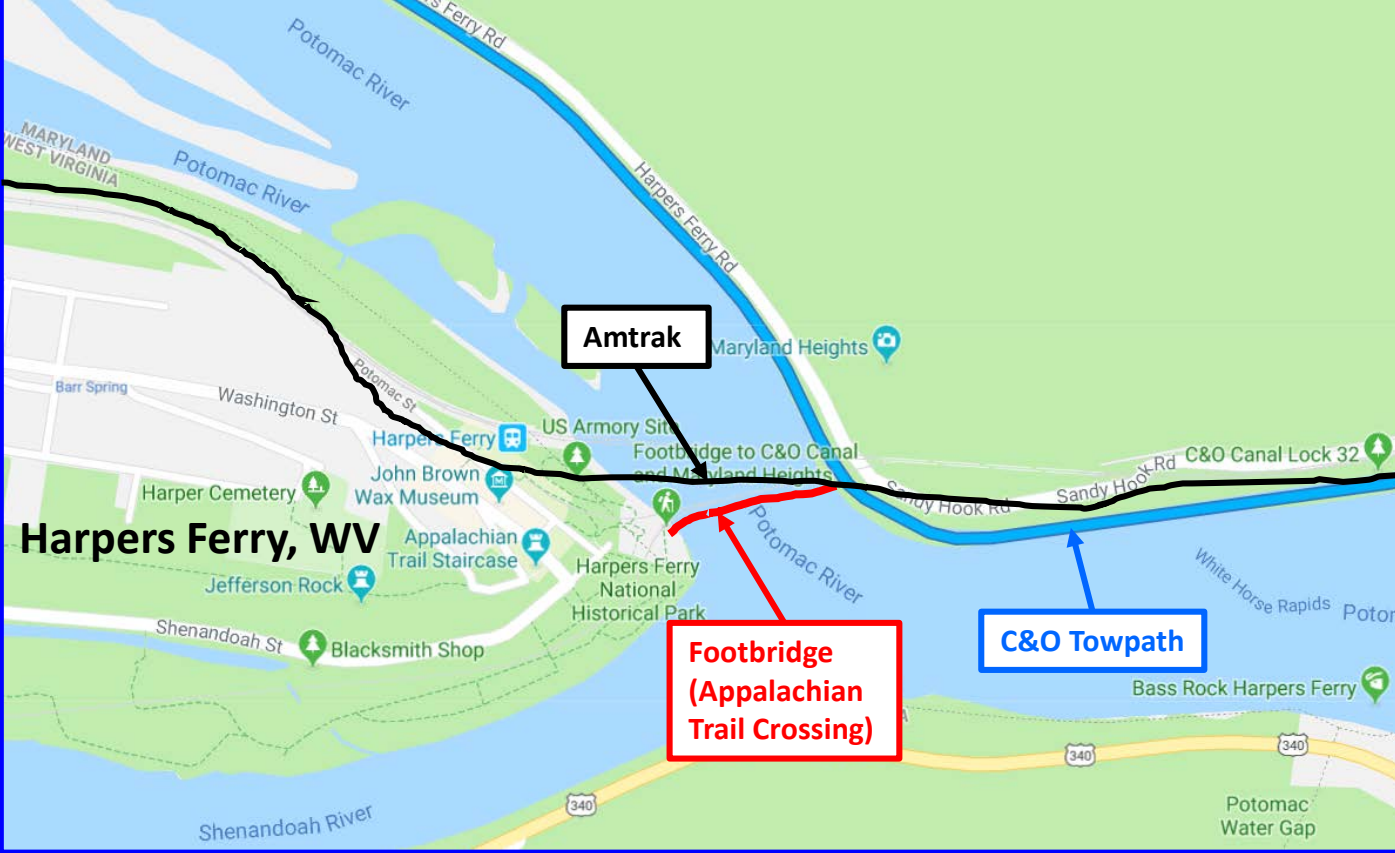 ers Ferry Rd
Potomac River
MARYLAND
WEST VIRGINIA
Potomac River
Harpers Ferry Rd
Amtrak
Maryland Heights
Potomac St
Barr Spring
Washington St
Harpers Ferry
US Armory Site
Footbridge to C&O Canal
and Maryland Heights
John Brown
Wax Museum
Harper Cemetery
Sandy Hook Rd
Sandy Hook Rd
C&O Canal Lock 32
Harpers Ferry, WV
Appalachian
Trail Staircase
Potomac River
Jefferson Rock
Harpers Ferry
National
Historical Park
White Horse Rapids
Potor
Shenandoah St
Blacksmith Shop
Footbridge
(Appalachian
Trail Crossing)
C&O Towpath
Bass Rock Harpers Ferry
A
340
340
340
Shenandoah River
Potomac
Water Gap